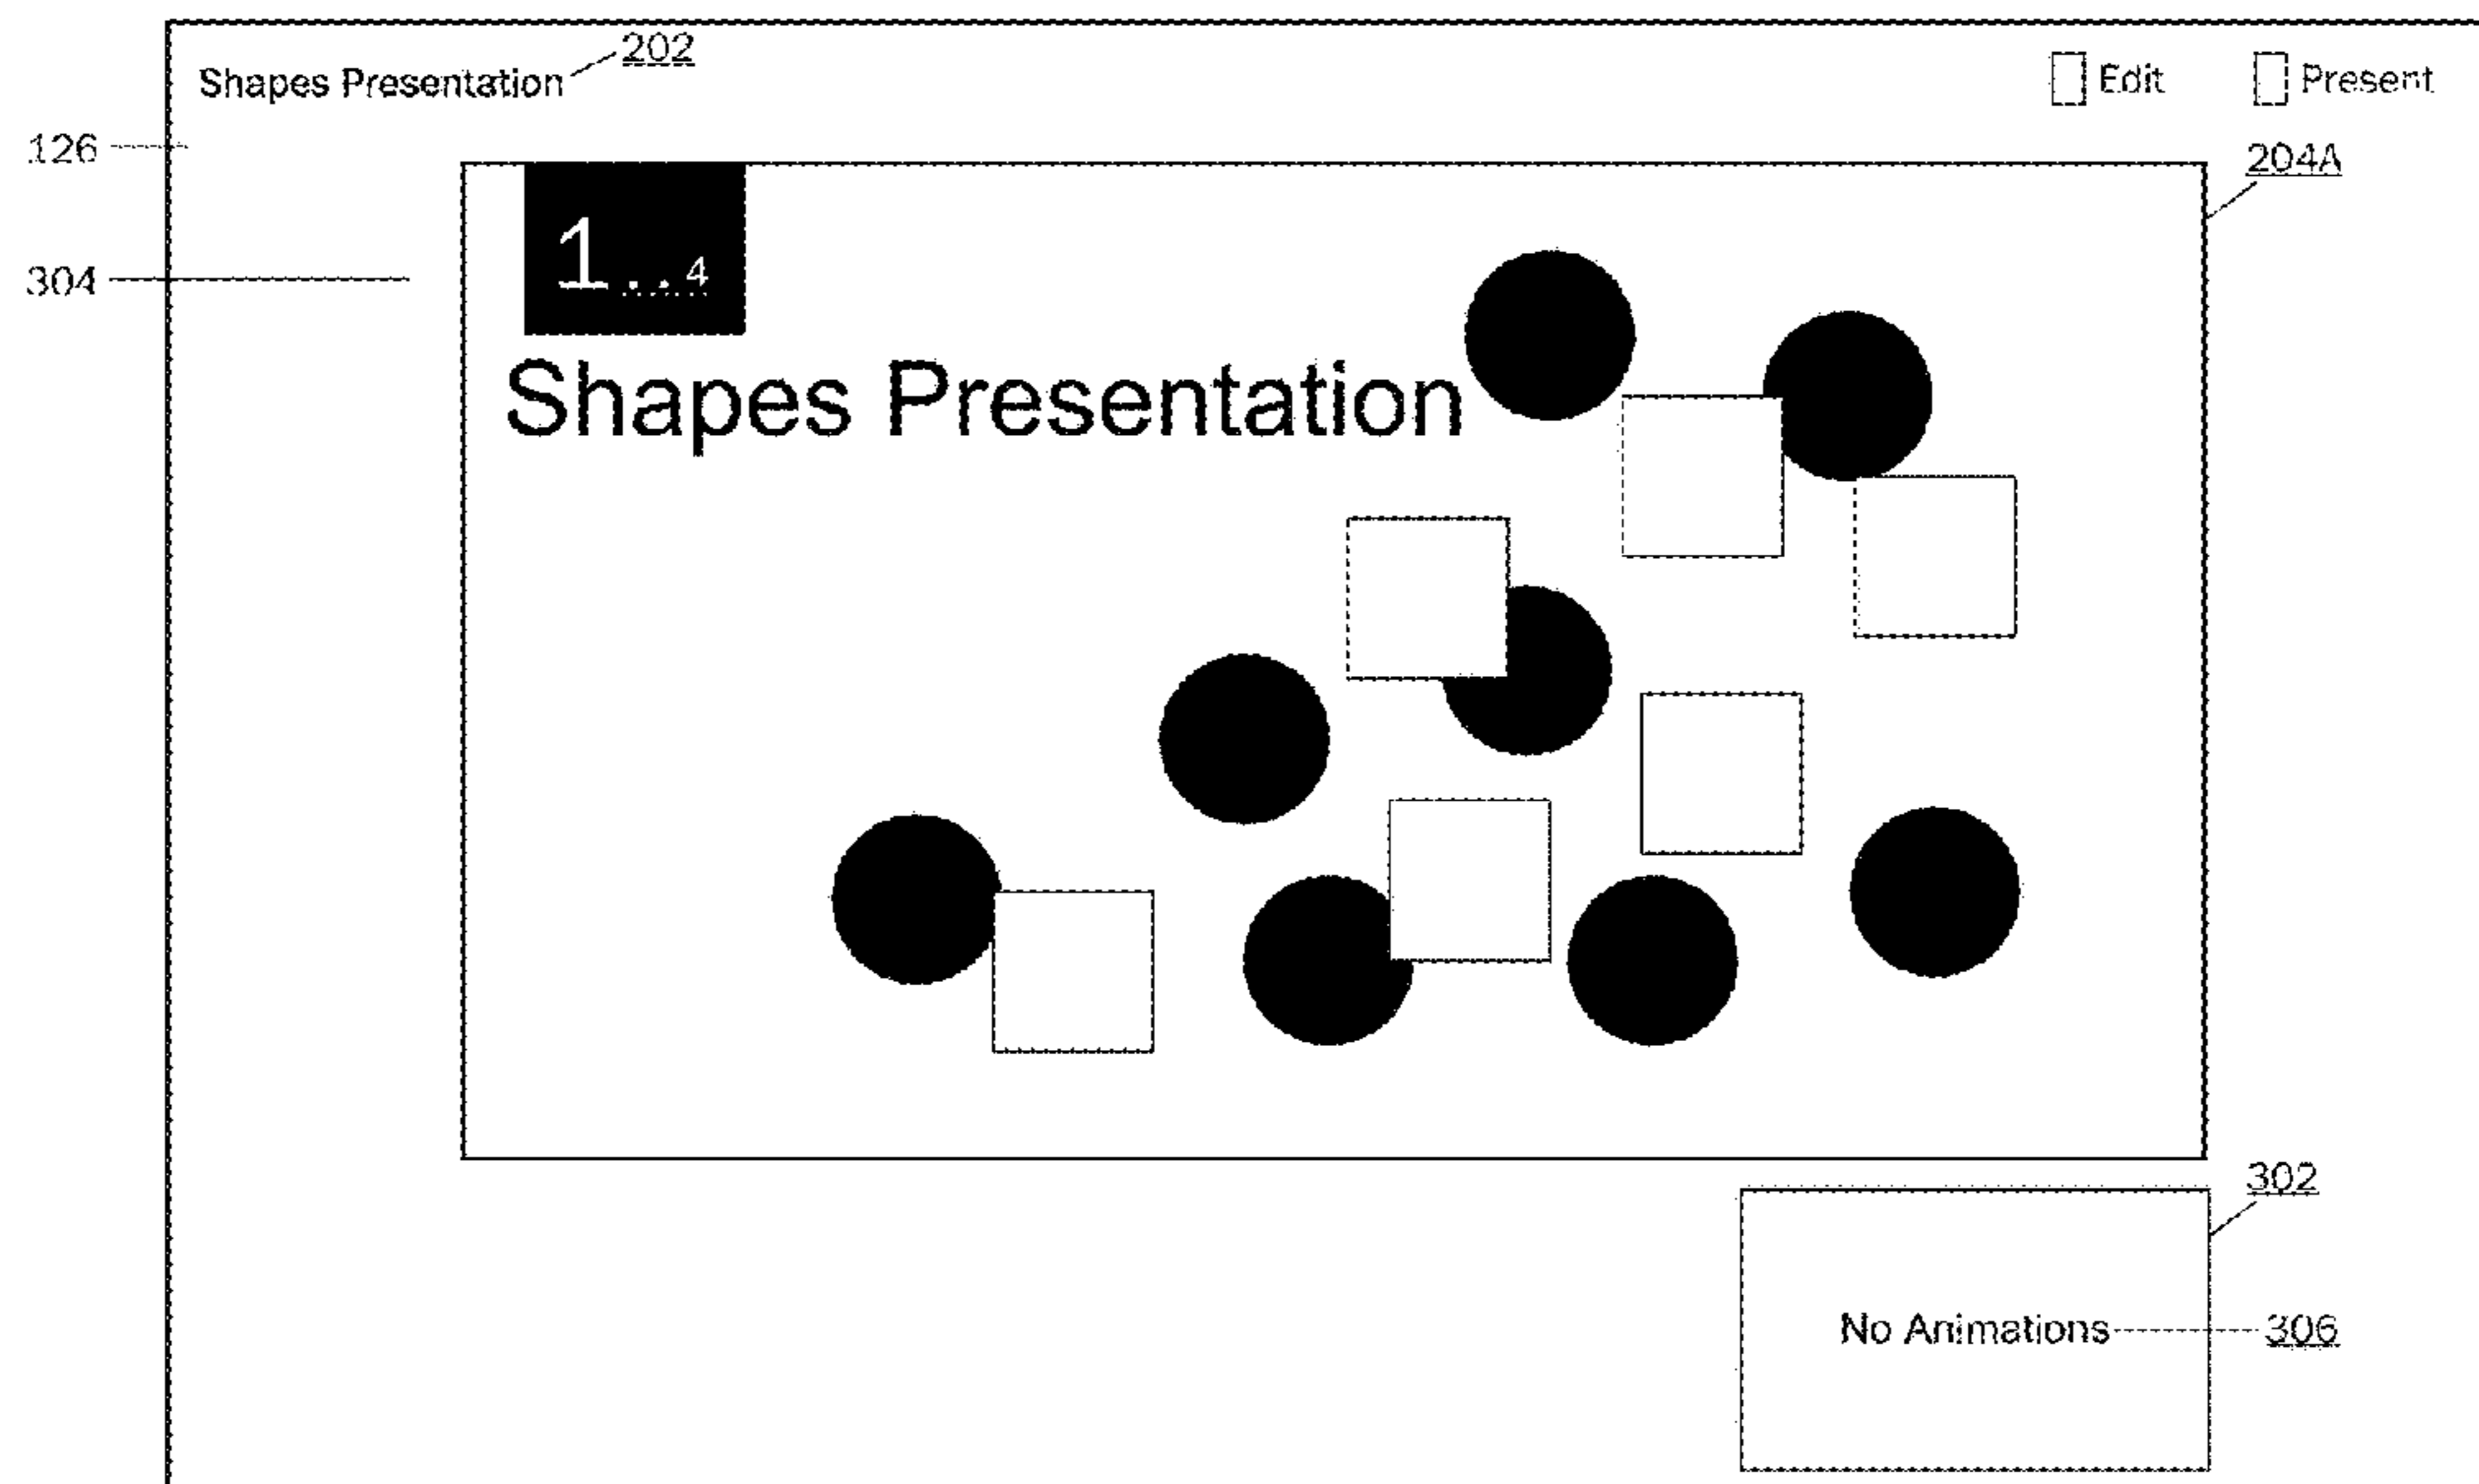 202
Shapes Presentation
Edit
Present
126
204A
304
1...4
Shapes Presentation
302
No Animations
306